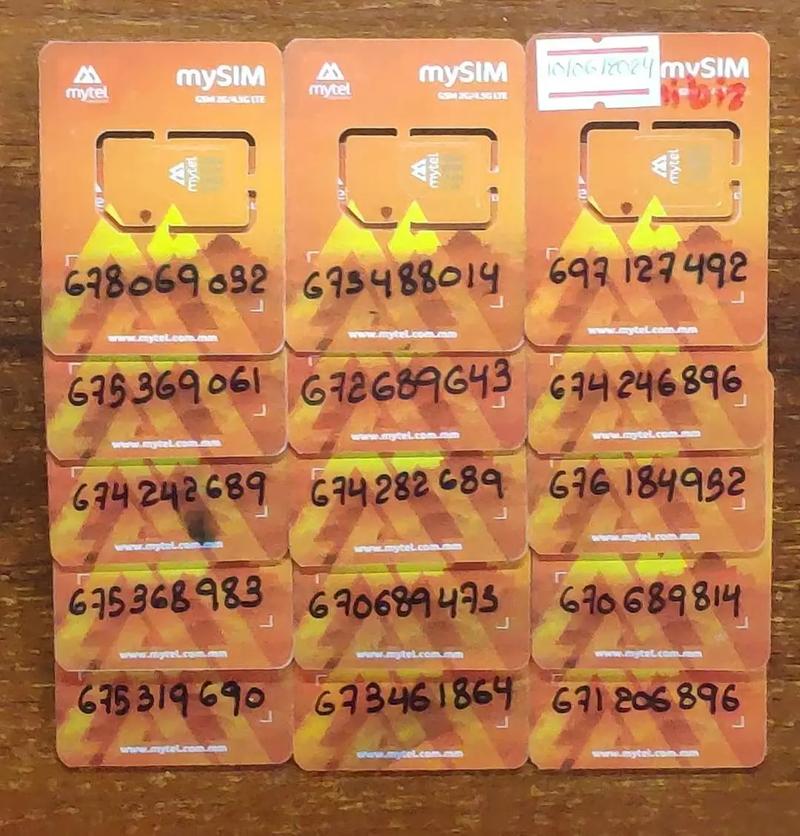 mytel mySIM
GSM 2G/4.5G LTE
678069032
www.mytel.com.mm
675369061
www.mytel.com.mm
674242689
www.mytel.com.mm
675368983
www.mytel.com.mm
675319690
www.mytel.com.mm
mytel mySIM
GSM 2G/4.5G LTE
673488014
www.mytel.com.mm
672689643
www.mytel.com.mm
674282689
www.mytel.com.mm
670689473
www.mytel.com.mm
673461864
www.mytel.com.mm
10/06/2024 mySIM
mytel
697127492
www.mytel.com.mm
674246896
www.mytel.com.mm
676184932
www.mytel.com.mm
670689814
www.mytel.com.mm
671206896
www.mytel.com.mm